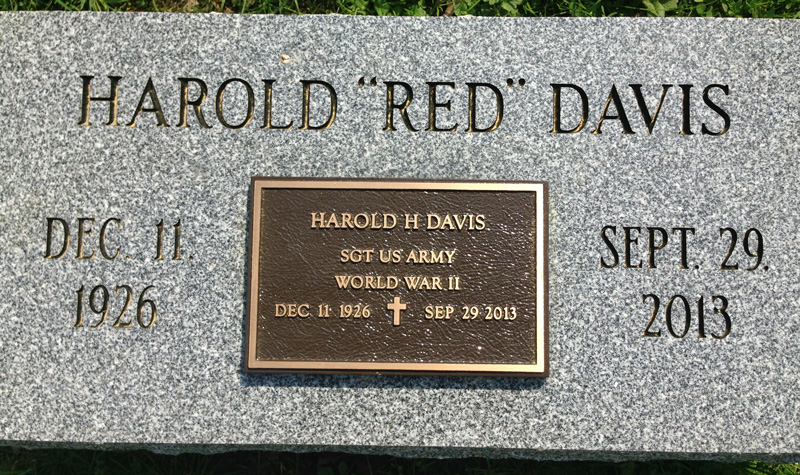 HAROLD “RED” DAVIS
DEC. 11.
1926
HAROLD H DAVIS
SGT US ARMY
WORLD WAR II
DEC 11 1926 SEP 29 2013
SEPT. 29.
2013